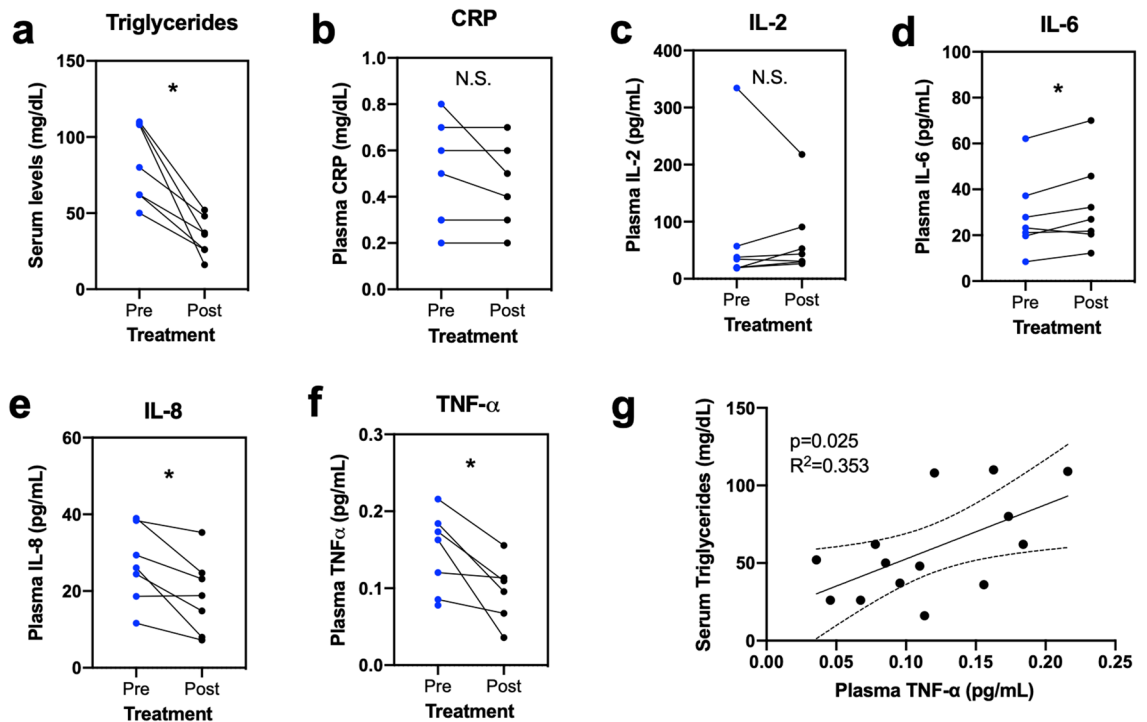 a
Triglycerides
Serum levels (mg/dL)
150
100
50
0
*
Pre
Post
Treatment
b
CRP
Plasma CRP (mg/dL)
1.0
0.8
0.6
0.4
0.2
0.0
N.S.
Pre
Post
Treatment
c
IL-2
Plasma IL-2 (pg/mL)
400
300
200
100
0
N.S.
Pre
Post
Treatment
d
IL-6
Plasma IL-6 (pg/mL)
100
80
60
40
20
0
*
Pre
Post
Treatment
e
IL-8
Plasma IL-8 (pg/mL)
60
40
20
0
*
Pre
Post
Treatment
f
TNF-α
Plasma TNFα (pg/mL)
0.3
0.2
0.1
0.0
*
Pre
Post
Treatment
g
Serum Triglycerides (mg/dL)
150
100
50
0
p=0.025
R²=0.353
0.00
0.05
0.10
0.15
0.20
0.25
Plasma TNF-α (pg/mL)